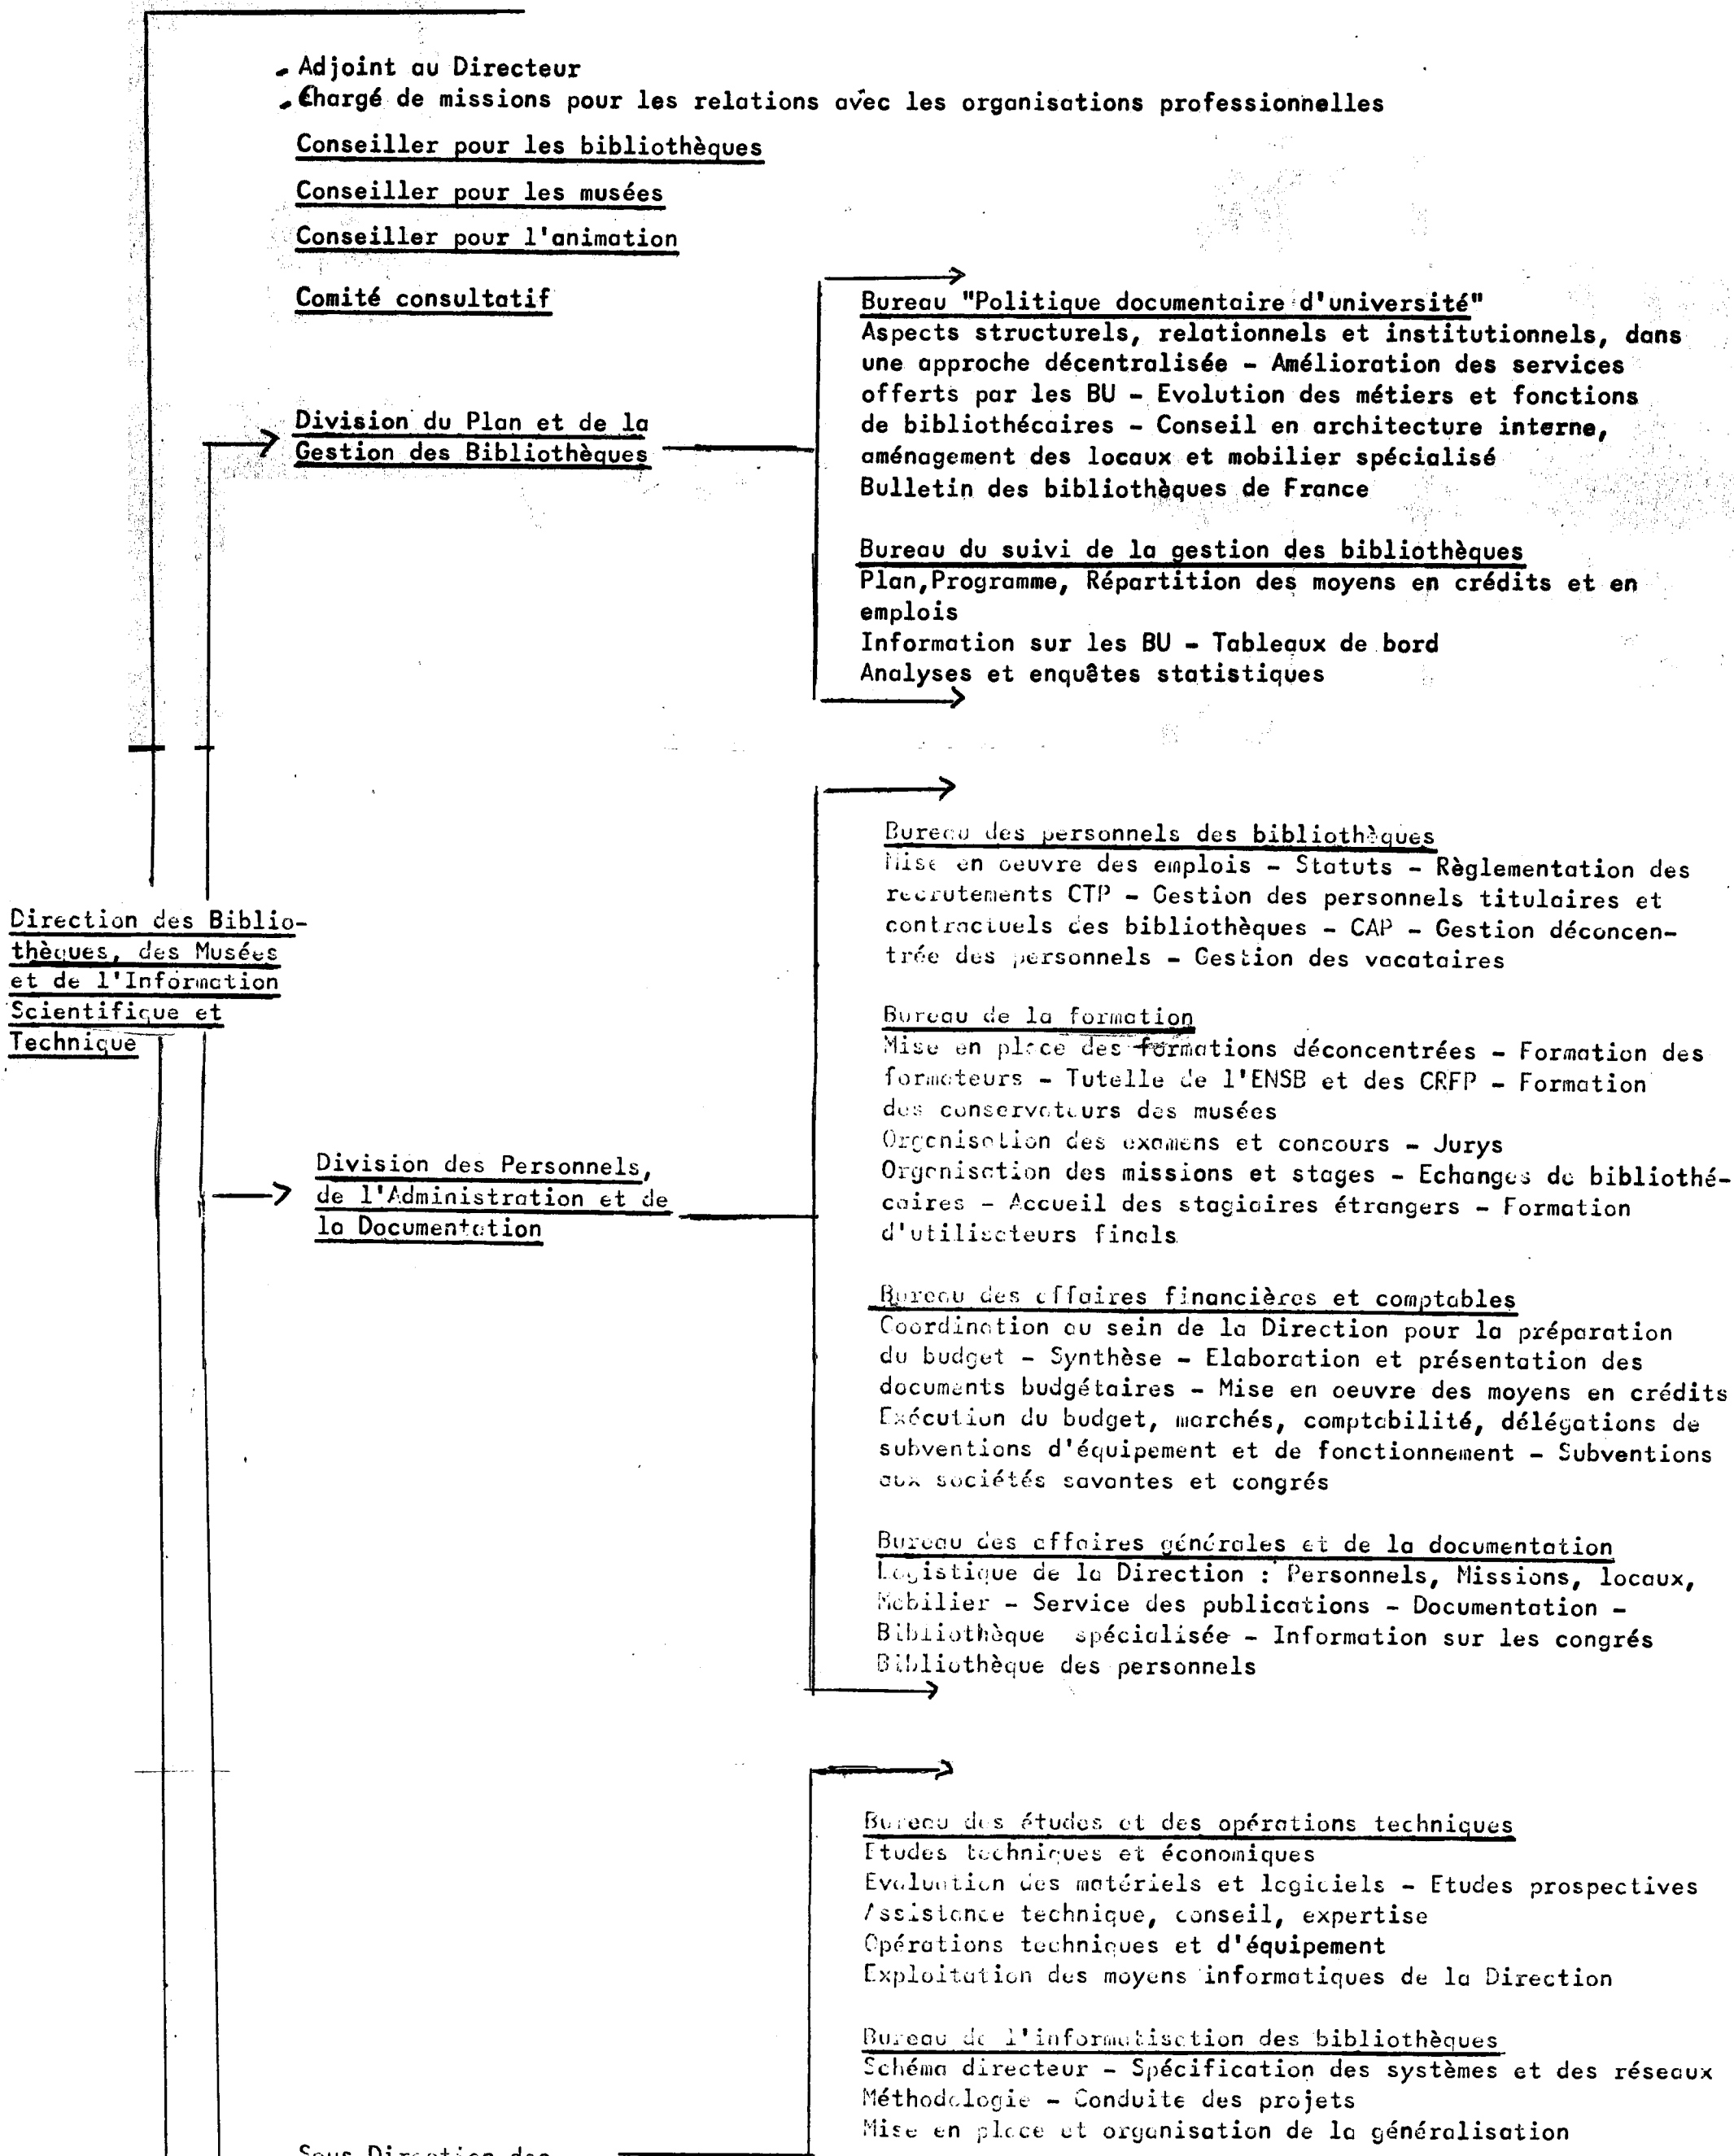 Adjoint au Directeur
Chargé de missions pour les relations avec les organisations professionnelles
Conseiller pour les bibliothèques
Conseiller pour les musées
Conseiller pour l'animation
Comité consultatif
Direction des Biblio-
thèques, des Musées
et de l'Information
Scientifique et
Technique
Division du Plan et de la
Gestion des Bibliothèques
Bureau "Politique documentaire d'université"
Aspects structurels, relationnels et institutionnels, dans
une approche décentralisée - Amélioration des services
offerts par les BU - Evolution des métiers et fonctions
de bibliothécaires - Conseil en architecture interne,
aménagement des locaux et mobilier spécialisé
Bulletin des bibliothèques de France
Bureau du suivi de la gestion des bibliothèques
Plan,Programme, Répartition des moyens en crédits et en
emplois
Information sur les BU - Tableaux de bord
Analyses et enquêtes statistiques
Division des Personnels,
de l'Administration et de
la Documentation
Bureau des personnels des bibliothèques
Mise en oeuvre des emplois - Statuts - Règlementation des
recrutements CTP - Gestion des personnels titulaires et
contractuels des bibliothèques - CAP - Gestion déconcen-
trée des personnels - Gestion des vacataires
Bureau de la formation
Mise en place des formations déconcentrées - Formation des
formateurs - Tutelle de l'ENSB et des CRFP - Formation
des conservateurs des musées
Organisation des examens et concours - Jurys
Organisation des missions et stages - Echanges de bibliothé-
caires - Accueil des stagiaires étrangers - Formation
d'utilisateurs finals
Bureau des affaires financières et comptables
Coordination au sein de la Direction pour la préparation
du budget - Synthèse - Elaboration et présentation des
documents budgétaires - Mise en oeuvre des moyens en crédits
Exécution du budget, marchés, comptabilité, délégations de
subventions d'équipement et de fonctionnement - Subventions
aux sociétés savantes et congrés
Bureau des affaires générales et de la documentation
Logistique de la Direction : Personnels, Missions, locaux,
Mobilier - Service des publications - Documentation -
Bibliothèque spécialisée - Information sur les congrés
Bibliothèque des personnels
Bureau des études et des opérations techniques
Etudes techniques et économiques
Evaluation des matériels et logiciels - Etudes prospectives
Assistance technique, conseil, expertise
Opérations techniques et d'équipement
Exploitation des moyens informatiques de la Direction
Bureau de l'informatisation des bibliothèques
Schéma directeur - Spécification des systèmes et des réseaux
Méthodologie - Conduite des projets
Mise en place et organisation de la généralisation
Sous Direction des